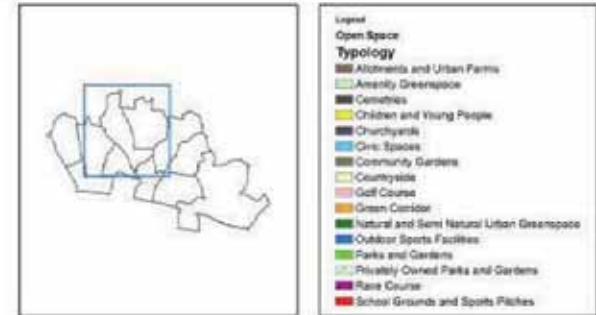 Legend
Open Space
Typology
Allotments and Urban Farms
Amenity Greenspace
Cemetries
Children and Young People
Churchyards
Civic Spaces
Community Gardens
Countryside
Golf Course
Green Corridor
Natural and Semi Natural Urban Greenspace
Outdoor Sports Facilities
Parks and Gardens
Privately Owned Parks and Gardens
Race Course
School Grounds and Sports Pitches